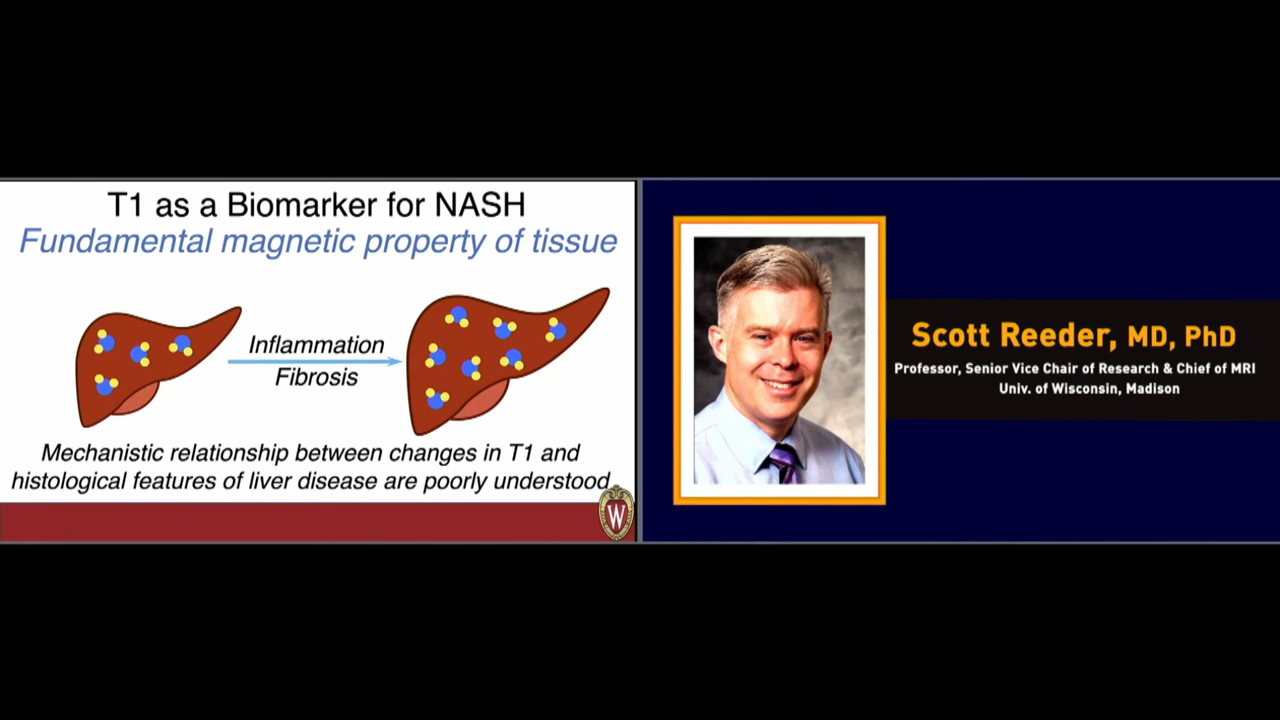 T1 as a Biomarker for NASH
Fundamental magnetic property of tissue
Inflammation
Fibrosis
Mechanistic relationship between changes in T1 and
histological features of liver disease are poorly understood
W
Scott Reeder, MD, PhD
Professor, Senior Vice Chair of Research & Chief of MRI
Univ. of Wisconsin, Madison